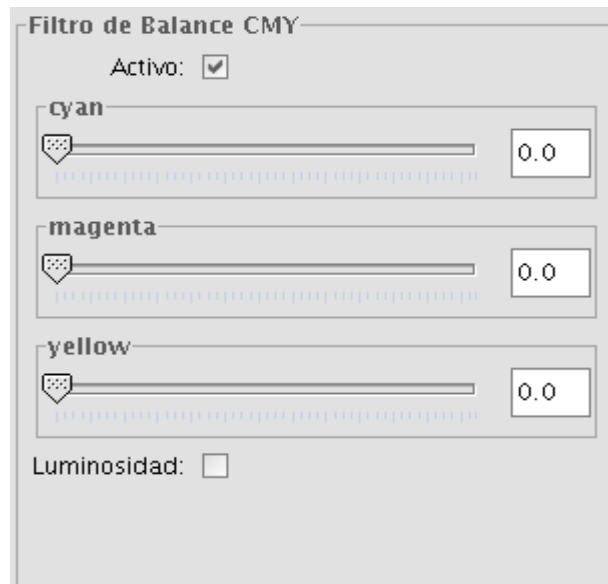 Filtro de Balance CMY
Activo:
cyan
0.0
magenta
0.0
yellow
0.0
Luminosidad: